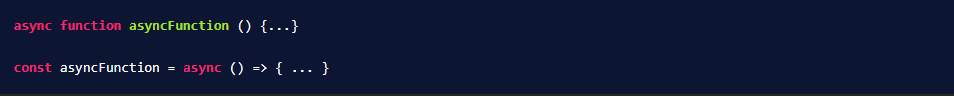 async function asyncFunction () {...}
const asyncFunction = async () => { ... }